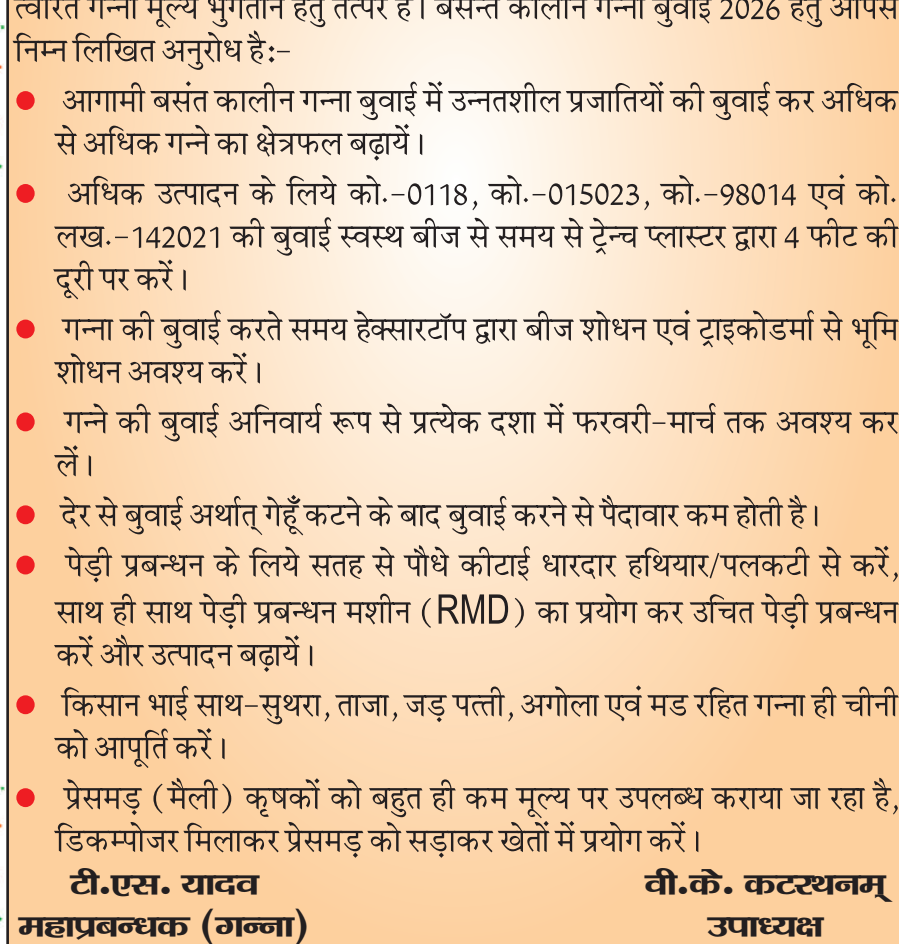 त्वरित गन्ना मूल्य भुगतान हेतु तत्पर है। बसन्त कालीन गन्ना बुवाई 2026 हेतु आपसे
निम्न लिखित अनुरोध है:-
● आगामी बसंत कालीन गन्ना बुवाई में उन्नतशील प्रजातियों की बुवाई कर अधिक
से अधिक गन्ने का क्षेत्रफल बढ़ायें।
● अधिक उत्पादन के लिये को.-0118, को.-015023, को.-98014 एवं को.
लख.-142021 की बुवाई स्वस्थ बीज से समय से ट्रेन्च प्लास्टर द्वारा 4 फीट की
दूरी पर करें।
● गन्ना की बुवाई करते समय हेक्सारटॉप द्वारा बीज शोधन एवं ट्राइकोडर्मा से भूमि
शोधन अवश्य करें।
● गन्ने की बुवाई अनिवार्य रूप से प्रत्येक दशा में फरवरी-मार्च तक अवश्य कर
लें।
● देर से बुवाई अर्थात् गेहूँ कटने के बाद बुवाई करने से पैदावार कम होती है।
● पेड़ी प्रबन्धन के लिये सतह से पौधे कीटाई धारदार हथियार/पलकटी से करें,
साथ ही साथ पेड़ी प्रबन्धन मशीन (RMD) का प्रयोग कर उचित पेड़ी प्रबन्धन
करें और उत्पादन बढ़ायें।
● किसान भाई साथ-सुथरा, ताजा, जड़ पत्ती, अगोला एवं मड रहित गन्ना ही चीनी
को आपूर्ति करें।
● प्रेसमड़ (मैली) कृषकों को बहुत ही कम मूल्य पर उपलब्ध कराया जा रहा है,
डिकम्पोजर मिलाकर प्रेसमड़ को सड़ाकर खेतों में प्रयोग करें।
टी.एस. यादव वी.के. कटरथनम्
महाप्रबन्धक (गन्ना) उपाध्यक्ष